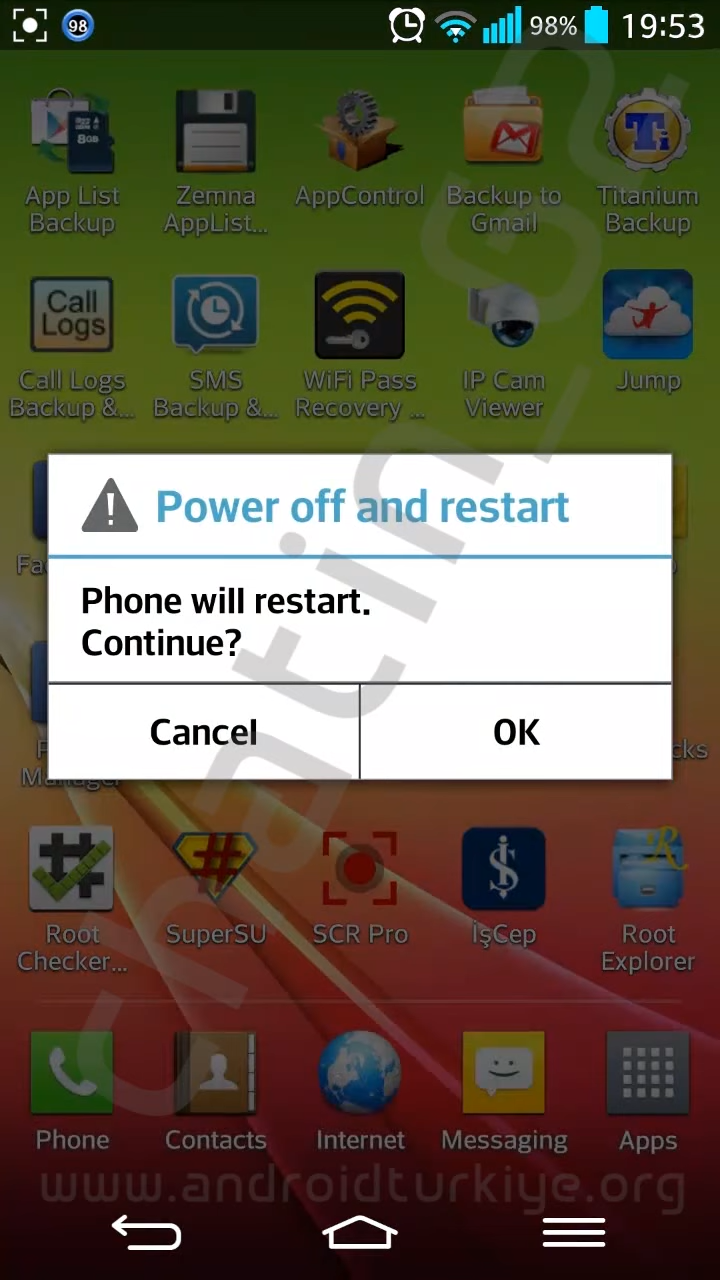 98
98%
19:53
8GB
App List
Backup
Zemna
AppList...
AppControl
Backup to
Gmail
Titanium
Backup
Call
Logs
Call Logs
Backup &...
SMS
Backup &...
WiFi Pass
Recovery ...
IP Cam
Viewer
Jump
Power off and restart
Phone will restart.
Continue?
Cancel
OK
Root
Checker...
SuperSU
SCR Pro
İşCep
Root
Explorer
Phone
Contacts
Internet
Messaging
Apps
www.androidturkiye.org